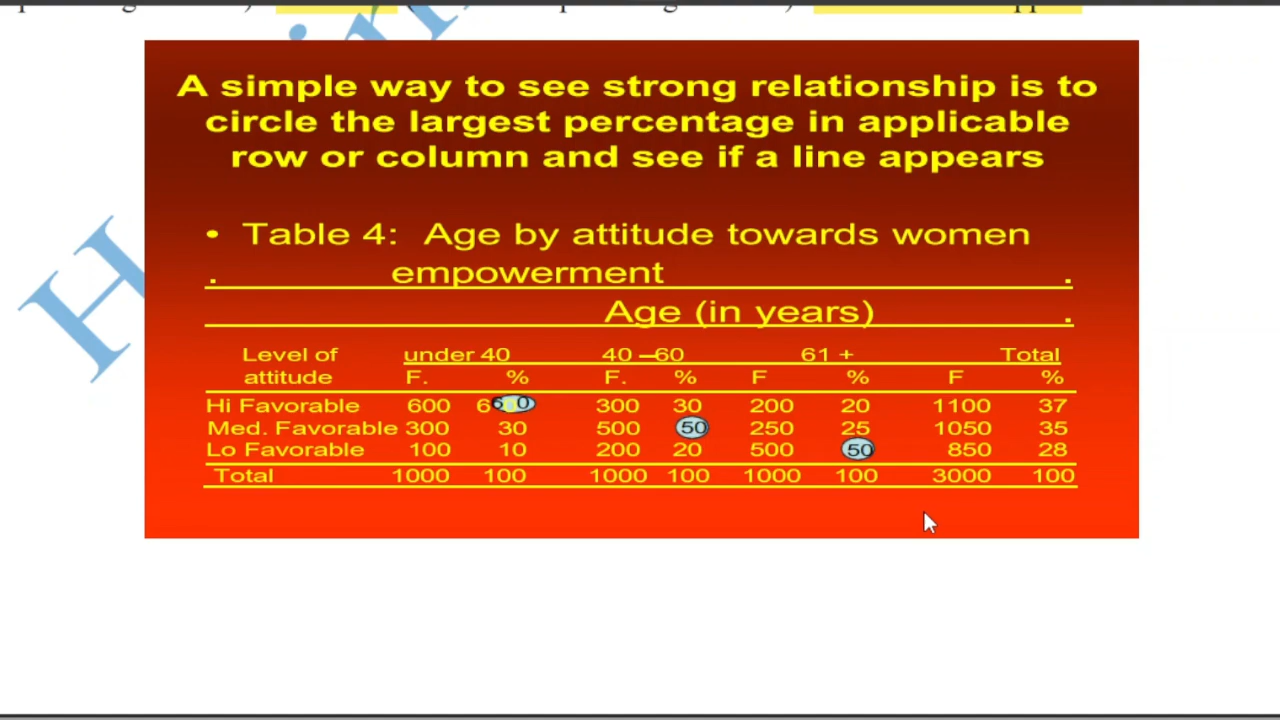 A simple way to see strong relationship is to
circle the largest percentage in applicable
row or column and see if a line appears
• Table 4: Age by attitude towards women
. empowerment .
Age (in years) .
Level of under 40 40 – 60 61 + Total
attitude F. % F. % F % F %
Hi Favorable 600 60 300 30 200 20 1100 37
Med. Favorable 300 30 500 50 250 25 1050 35
Lo Favorable 100 10 200 20 500 50 850 28
Total 1000 100 1000 100 1000 100 3000 100